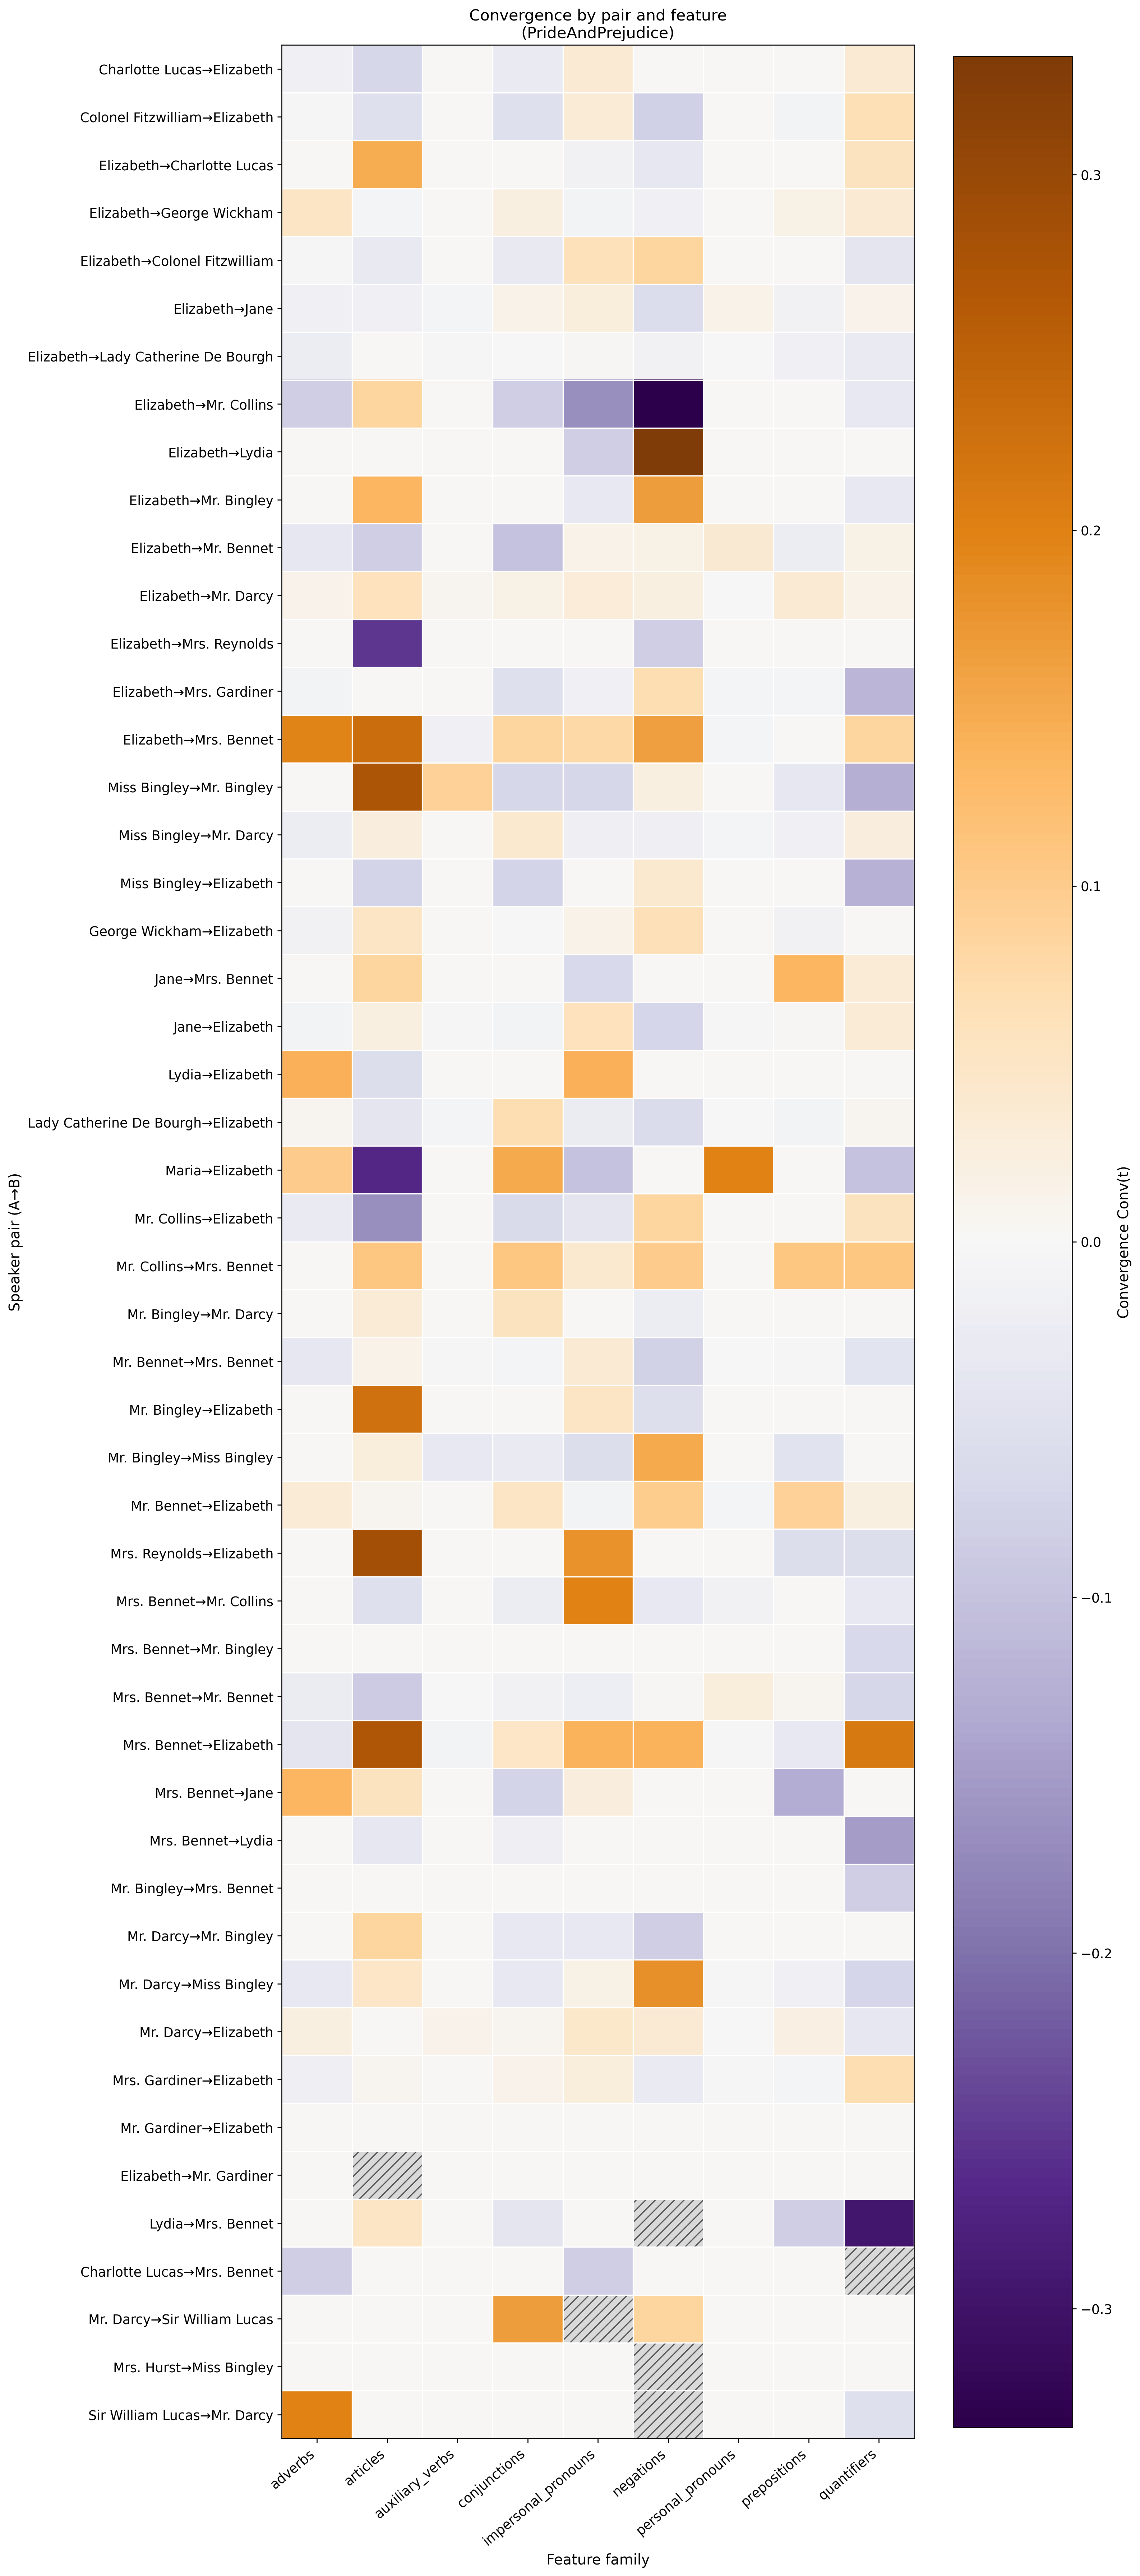 Convergence by pair and feature
(PrideAndPrejudice)
Speaker pair (A→B)
Charlotte Lucas→Elizabeth
Colonel Fitzwilliam→Elizabeth
Elizabeth→Charlotte Lucas
Elizabeth→George Wickham
Elizabeth→Colonel Fitzwilliam
Elizabeth→Jane
Elizabeth→Lady Catherine De Bourgh
Elizabeth→Mr. Collins
Elizabeth→Lydia
Elizabeth→Mr. Bingley
Elizabeth→Mr. Bennet
Elizabeth→Mr. Darcy
Elizabeth→Mrs. Reynolds
Elizabeth→Mrs. Gardiner
Elizabeth→Mrs. Bennet
Miss Bingley→Mr. Bingley
Miss Bingley→Mr. Darcy
Miss Bingley→Elizabeth
George Wickham→Elizabeth
Jane→Mrs. Bennet
Jane→Elizabeth
Lydia→Elizabeth
Lady Catherine De Bourgh→Elizabeth
Maria→Elizabeth
Mr. Collins→Elizabeth
Mr. Collins→Mrs. Bennet
Mr. Bingley→Mr. Darcy
Mr. Bennet→Mrs. Bennet
Mr. Bingley→Elizabeth
Mr. Bingley→Miss Bingley
Mr. Bennet→Elizabeth
Mrs. Reynolds→Elizabeth
Mrs. Bennet→Mr. Collins
Mrs. Bennet→Mr. Bingley
Mrs. Bennet→Mr. Bennet
Mrs. Bennet→Elizabeth
Mrs. Bennet→Jane
Mrs. Bennet→Lydia
Mr. Bingley→Mrs. Bennet
Mr. Darcy→Mr. Bingley
Mr. Darcy→Miss Bingley
Mr. Darcy→Elizabeth
Mrs. Gardiner→Elizabeth
Mr. Gardiner→Elizabeth
Elizabeth→Mr. Gardiner
Lydia→Mrs. Bennet
Charlotte Lucas→Mrs. Bennet
Mr. Darcy→Sir William Lucas
Mrs. Hurst→Miss Bingley
Sir William Lucas→Mr. Darcy
adverbs
articles
auxiliary_verbs
conjunctions
impersonal_pronouns
negations
personal_pronouns
prepositions
quantifiers
Feature family
0.3
0.2
0.1
0.0
−0.1
−0.2
−0.3
Convergence Conv(t)